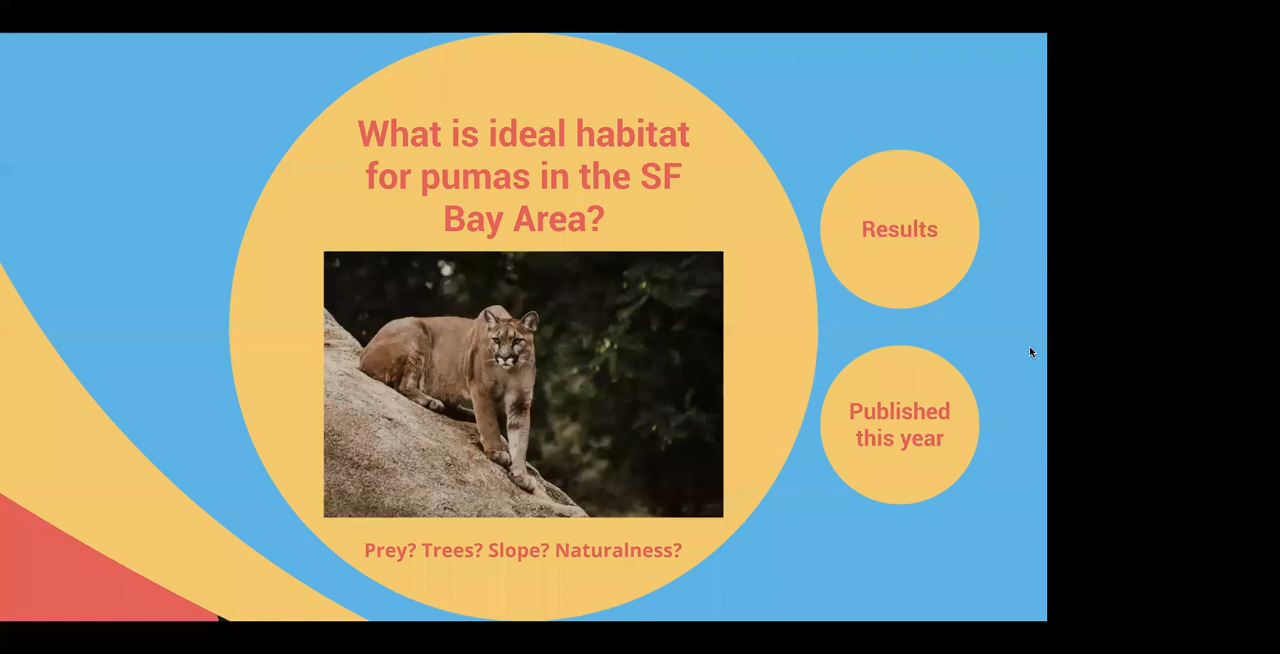 What is ideal habitat
for pumas in the SF
Bay Area?
Prey? Trees? Slope? Naturalness?
Results
Published
this year